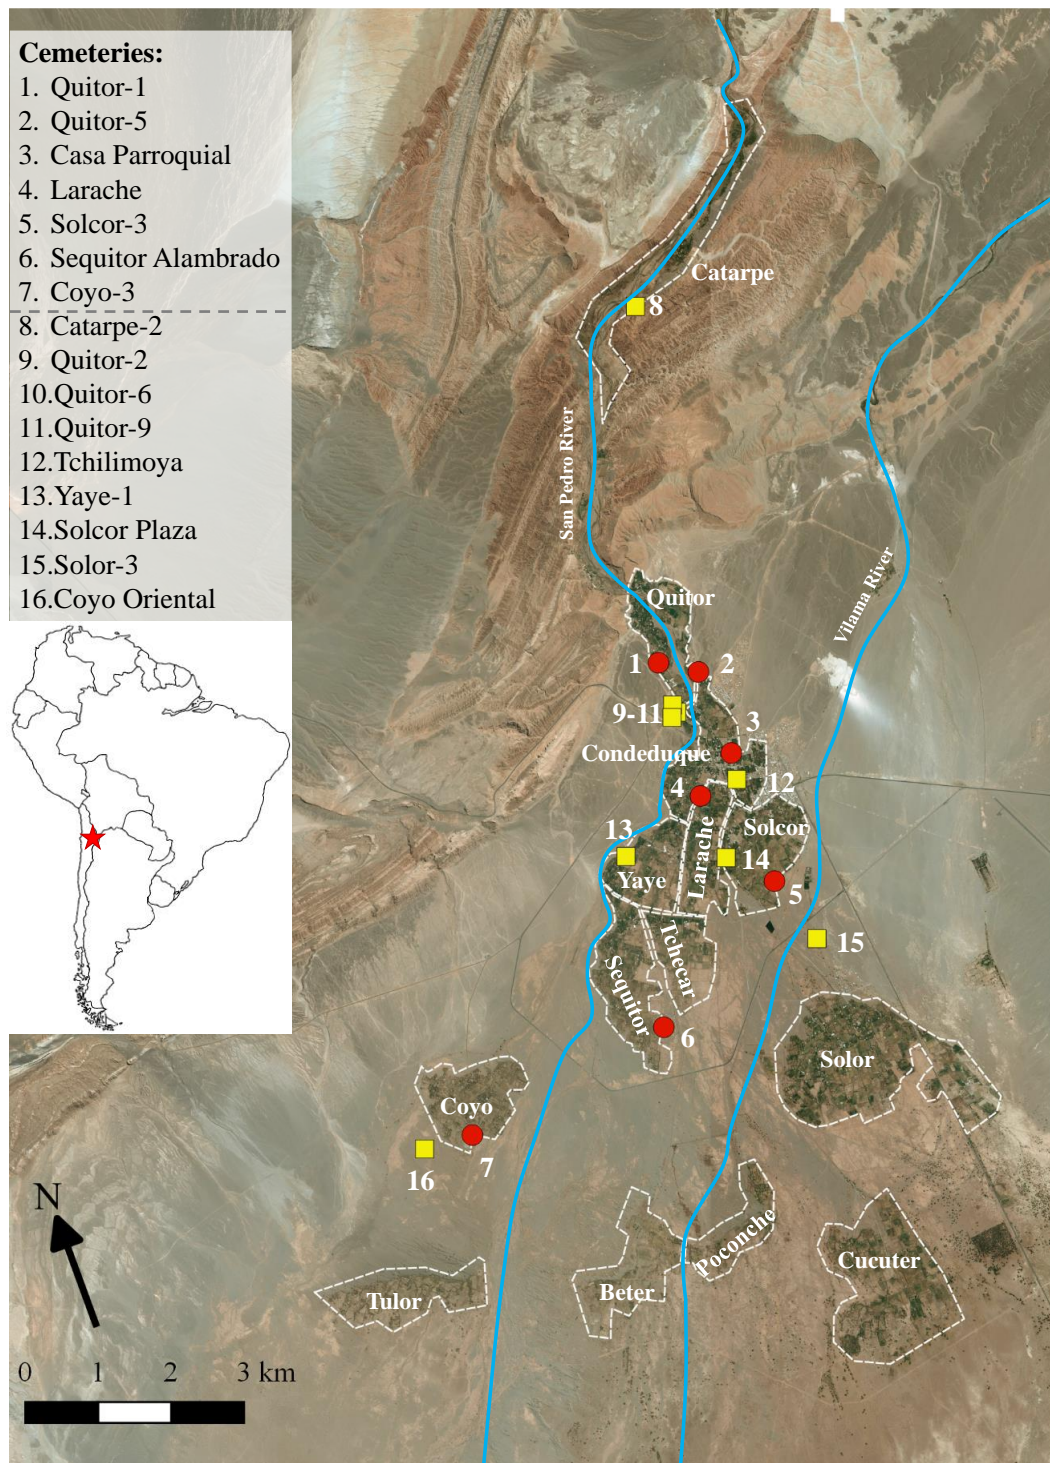 Cemeteries:
1. Quitor-1
2. Quitor-5
3. Casa Parroquial
4. Larache
5. Solcor-3
6. Sequitor Alambrado
7. Coyo-3
8. Catarpe-2
9. Quitor-2
10.Quitor-6
11.Quitor-9
12.Tchilimoya
13.Yaye-1
14.Solcor Plaza
15.Solor-3
16.Coyo Oriental
Catarpe
8
San Pedro River
Vilama River
Quitor
1
2
9-11
3
Condeduque
4
12
Solcor
13
Larache
14
Yaye
5
15
Tchecar
Sequitor
6
Solor
Coyo
7
16
N
Poconche
Cucuter
Beter
Tulor
0 1 2 3 km